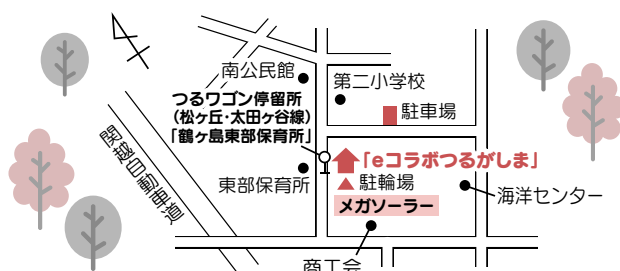 南公民館
第二小学校
つるワゴン停留所
(松ヶ丘・太田ヶ谷線)
「鶴ヶ島東部保育所」
駐車場
関越自動車道
「eコラボつるがしま」
東部保育所
駐輪場
海洋センター
メガソーラー
商工会